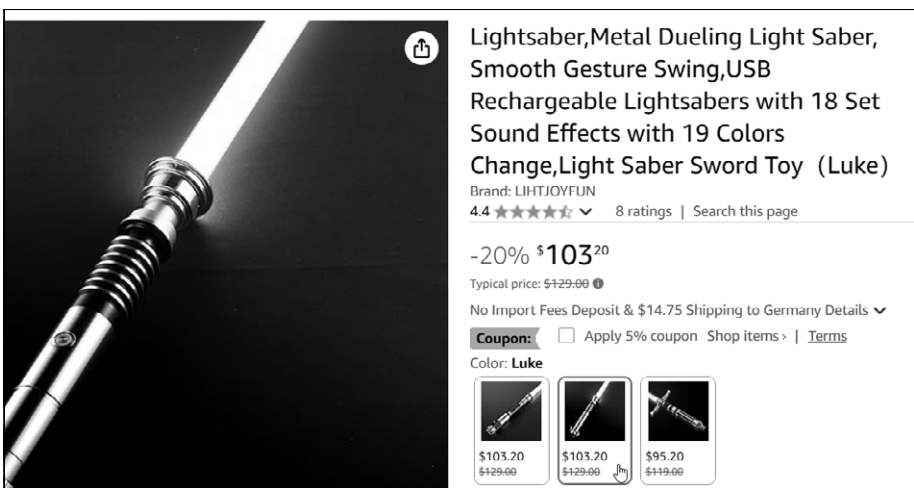 Lightsaber,Metal Dueling Light Saber,
Smooth Gesture Swing,USB
Rechargeable Lightsabers with 18 Set
Sound Effects with 19 Colors
Change,Light Saber Sword Toy（Luke）
Brand: LIHTJOYFUN
4.4 8 ratings | Search this page
-20% $10320
Typical price: $129.00
No Import Fees Deposit & $14.75 Shipping to Germany Details
Coupon: Apply 5% coupon Shop items › | Terms
Color: Luke
$103.20 $103.20 $95.20
$129.00 $129.00 $119.00